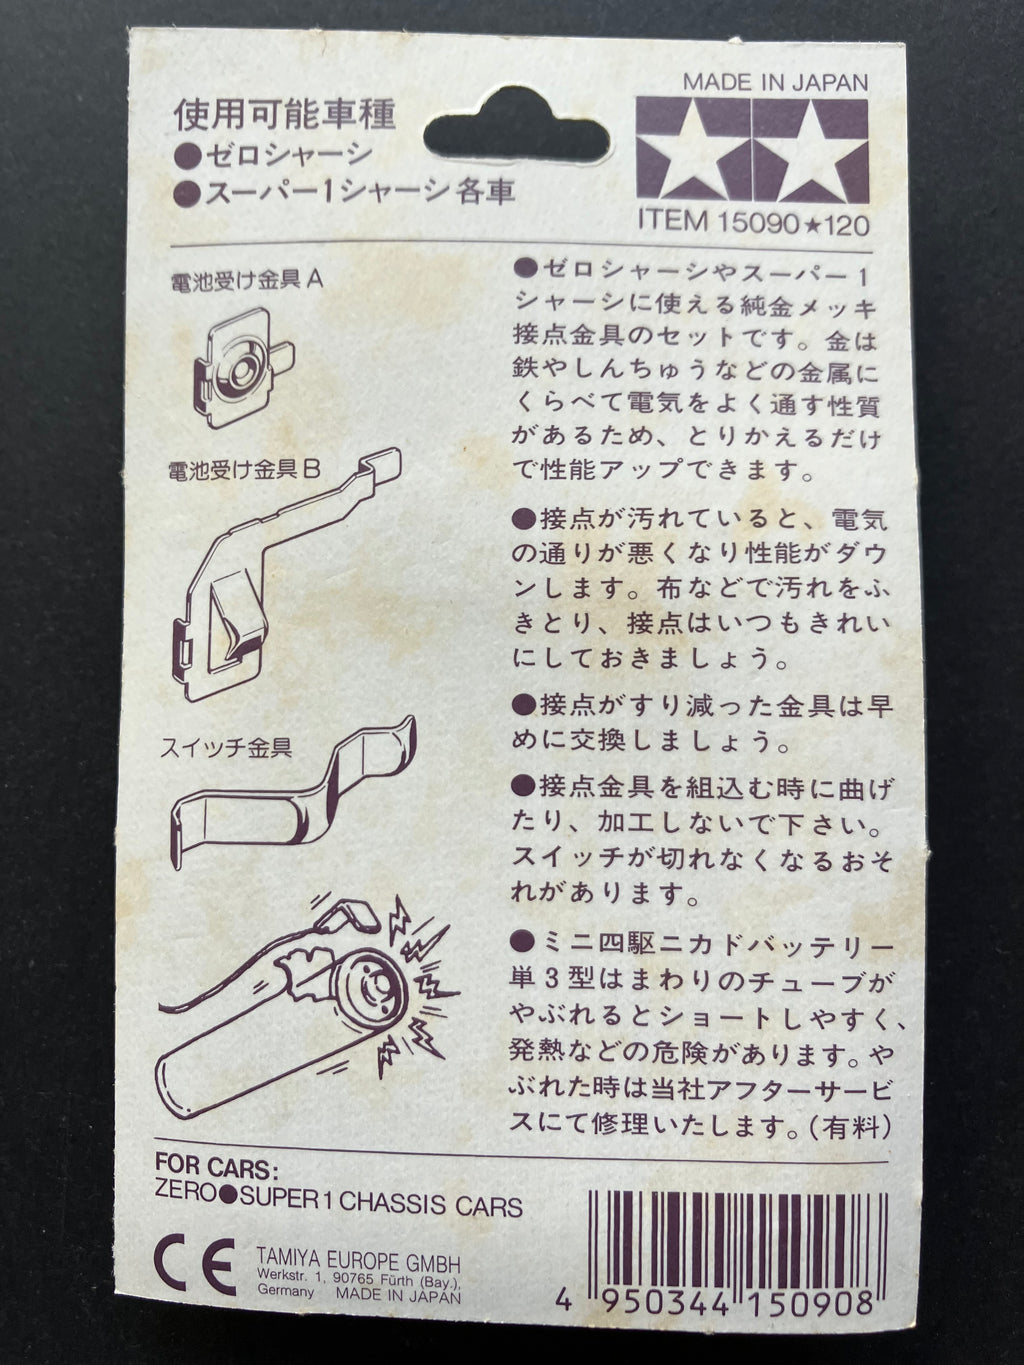 使用可能車種
●ゼロシャーシ
●スーパー1シャーシ各車
MADE IN JAPAN
ITEM 15090★120
電池受け金具A
電池受け金具B
スイッチ金具
●ゼロシャーシやスーパー1
シャーシに使える純金メッキ
接点金具のセットです。金は
鉄やしんちゅうなどの金属に
くらべて電気をよく通す性質
があるため、とりかえるだけ
で性能アップできます。
●接点が汚れていると、電気
の通りが悪くなり性能がダウ
ンします。布などで汚れをふ
きとり、接点はいつもきれい
にしておきましょう。
●接点がすり減った金具は早
めに交換しましょう。
●接点金具を組込む時に曲げ
たり、加工しないで下さい。
スイッチが切れなくなるおそ
れがあります。
●ミニ四駆ニカドバッテリー
単3型はまわりのチューブが
やぶれるとショートしやすく、
発熱などの危険があります。や
ぶれた時は当社アフターサービ
スにて修理いたします。(有料)
FOR CARS:
ZERO●SUPER1 CHASSIS CARS
CE
TAMIYA EUROPE GMBH
Werkstr. 1, 90765 Fürth (Bay.),
Germany MADE IN JAPAN
4 950344 150908